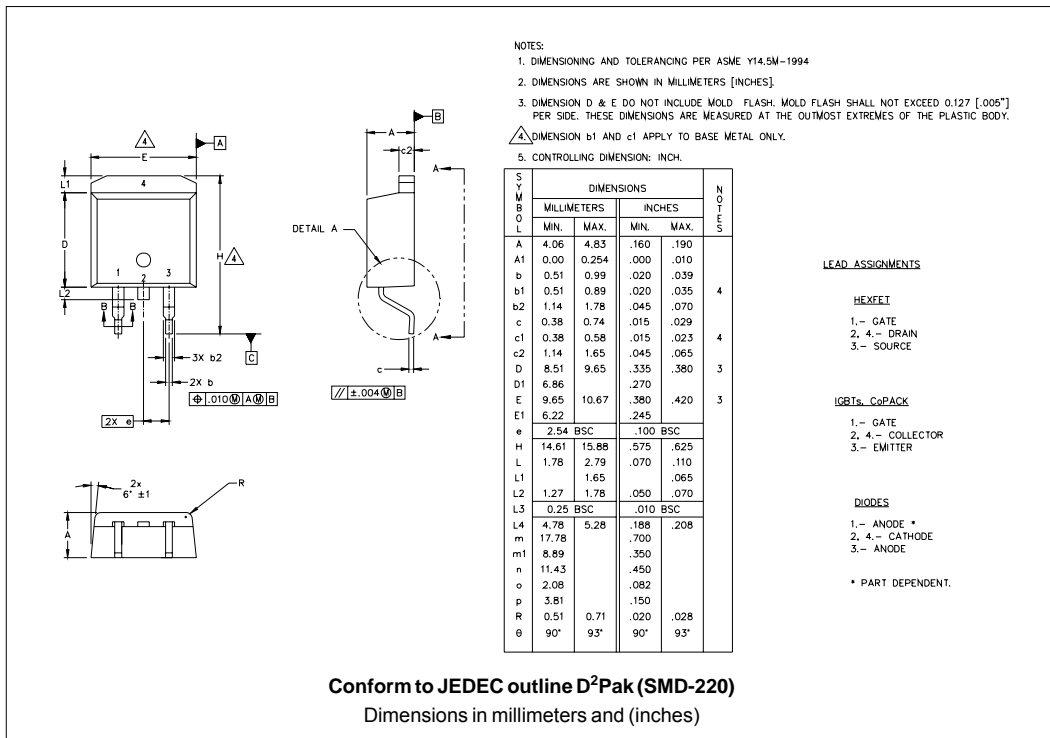 NOTES:
1. DIMENSIONING AND TOLERANCING PER ASME Y14.5M-1994
2. DIMENSIONS ARE SHOWN IN MILLIMETERS [INCHES].
3. DIMENSION D & E DO NOT INCLUDE MOLD FLASH. MOLD FLASH SHALL NOT EXCEED 0.127 [.005"]
PER SIDE. THESE DIMENSIONS ARE MEASURED AT THE OUTMOST EXTREMES OF THE PLASTIC BODY.
4. DIMENSION b1 AND c1 APPLY TO BASE METAL ONLY.
5. CONTROLLING DIMENSION: INCH.
4
A
E
L1
4
D
H 4
1 2 3
L2
B B
C
3X b2
2X b
⌖ .010 Ⓜ A Ⓜ B
2X e
A
B
c2
A
DETAIL A
A
c
// ±.004 Ⓜ B
2x
6° ±1
R
A
*
SYMBOL DIMENSIONS NOTES
MILLIMETERS INCHES
MIN. MAX. MIN. MAX.
A 4.06 4.83 .160 .190
A1 0.00 0.254 .000 .010
b 0.51 0.99 .020 .039
b1 0.51 0.89 .020 .035 4
b2 1.14 1.78 .045 .070
c 0.38 0.74 .015 .029
c1 0.38 0.58 .015 .023 4
c2 1.14 1.65 .045 .065
D 8.51 9.65 .335 .380 3
D1 6.86 .270
E 9.65 10.67 .380 .420 3
E1 6.22 .245
e 2.54 BSC .100 BSC
H 14.61 15.88 .575 .625
L 1.78 2.79 .070 .110
L1 1.65 .065
L2 1.27 1.78 .050 .070
L3 0.25 BSC .010 BSC
L4 4.78 5.28 .188 .208
m 17.78 .700
m1 8.89 .350
n 11.43 .450
o 2.08 .082
p 3.81 .150
R 0.51 0.71 .020 .028
θ 90° 93° 90° 93°
LEAD ASSIGNMENTS
HEXFET
1.- GATE
2, 4.- DRAIN
3.- SOURCE
IGBTs, CoPACK
1.- GATE
2, 4.- COLLECTOR
3.- EMITTER
DIODES
1.- ANODE *
2, 4.- CATHODE
3.- ANODE
* PART DEPENDENT.
Conform to JEDEC outline D²Pak (SMD-220)
Dimensions in millimeters and (inches)